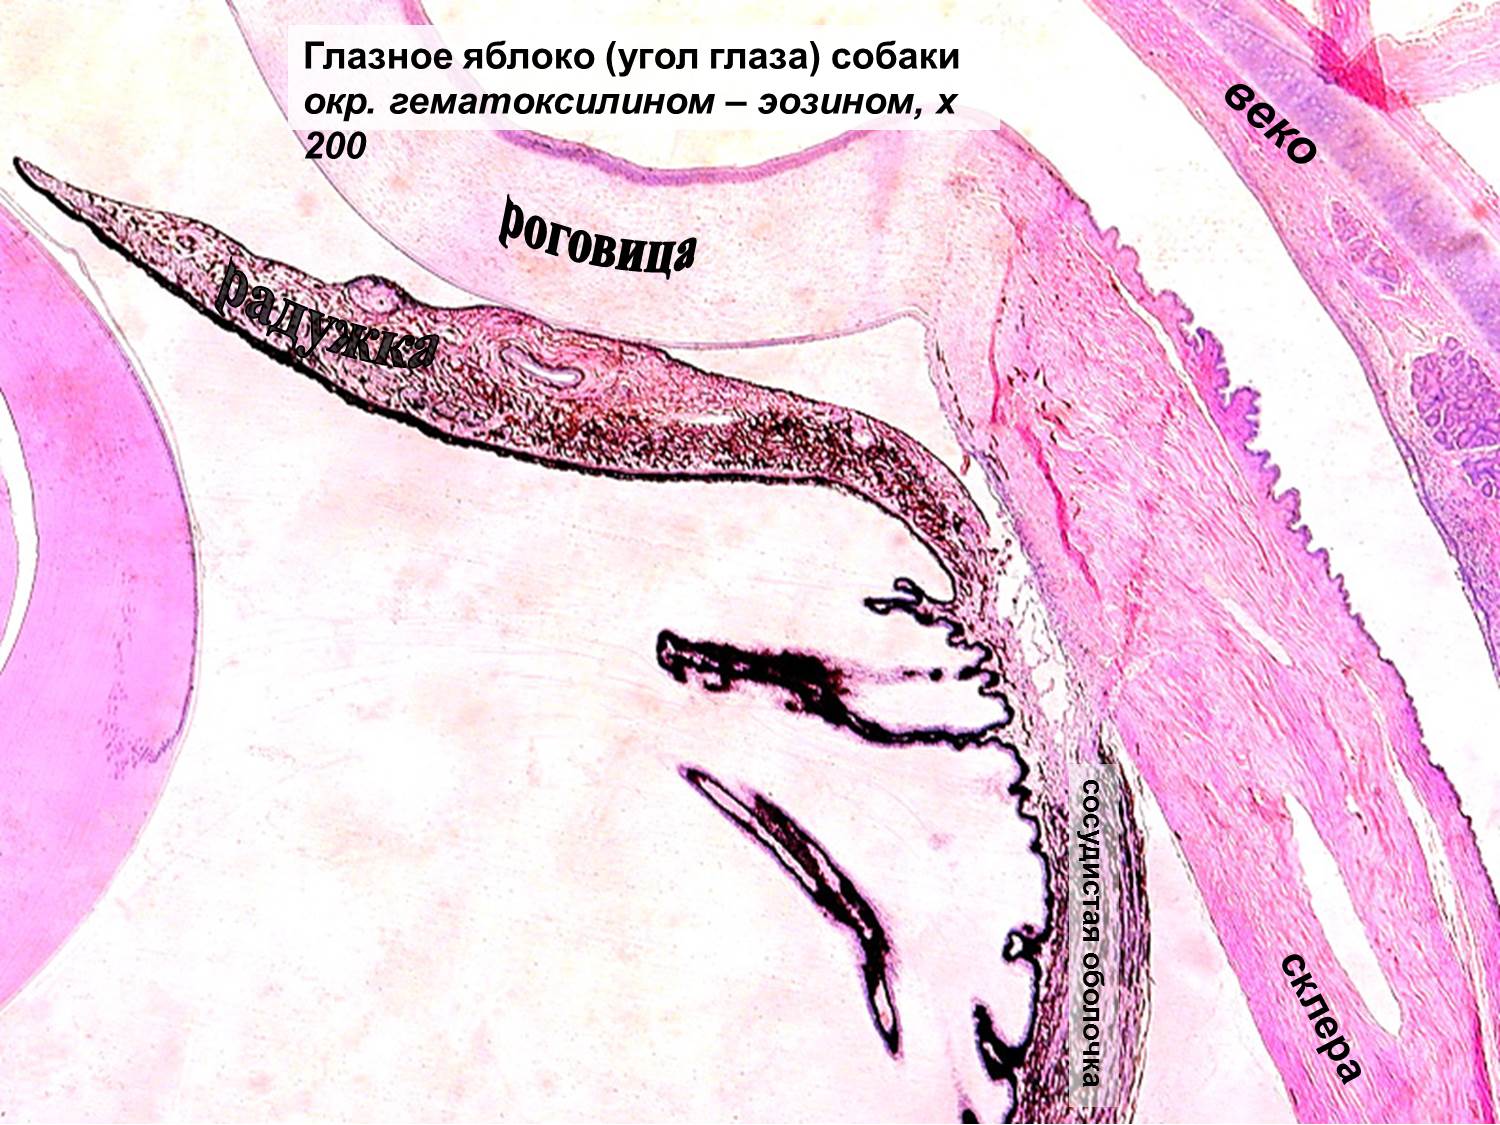 Глазное яблоко (угол глаза) собаки
окр. гематоксилином – эозином, х
200
веко
роговица
радужка
сосудистая оболочка
склера